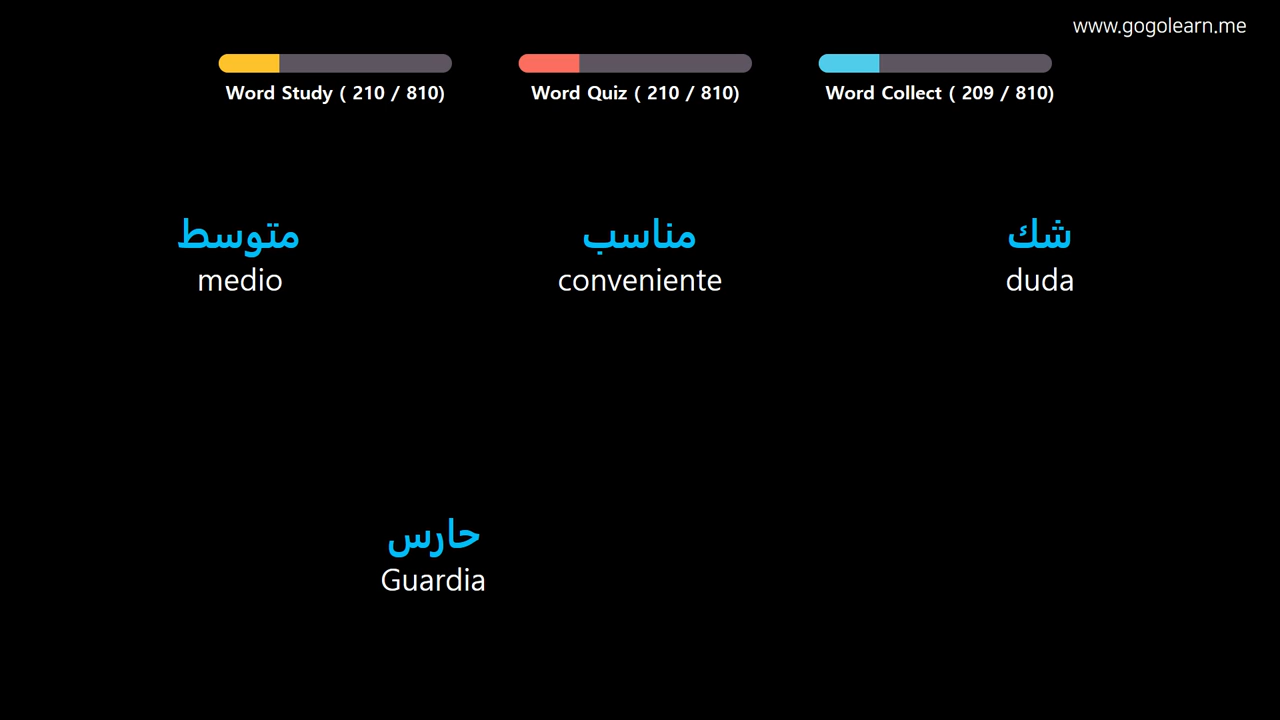 www.gogolearn.me
Word Study ( 210 / 810)
Word Quiz ( 210 / 810)
Word Collect ( 209 / 810)
متوسط
medio
مناسب
conveniente
شك
duda
حارس
Guardia